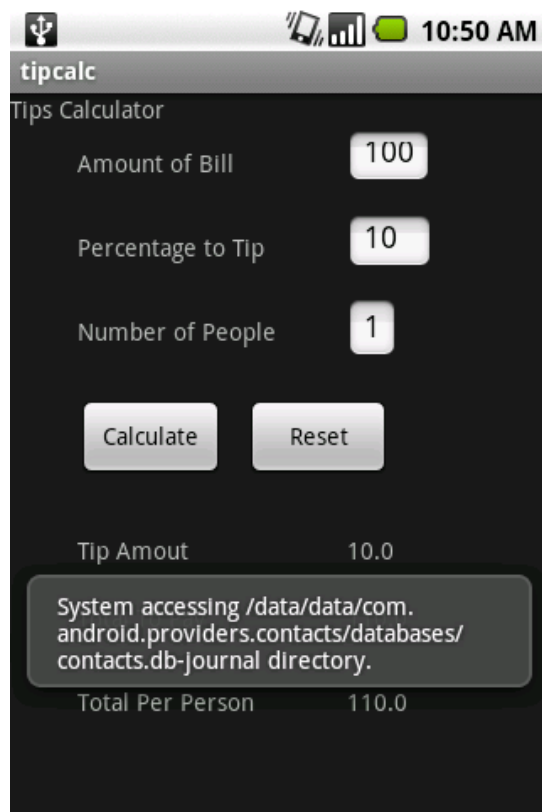 10:50 AM
tipcalc
Tips Calculator
Amount of Bill 100
Percentage to Tip 10
Number of People 1
Calculate Reset
Tip Amout 10.0
System accessing /data/data/com.
android.providers.contacts/databases/
contacts.db-journal directory.
Total Per Person 110.0